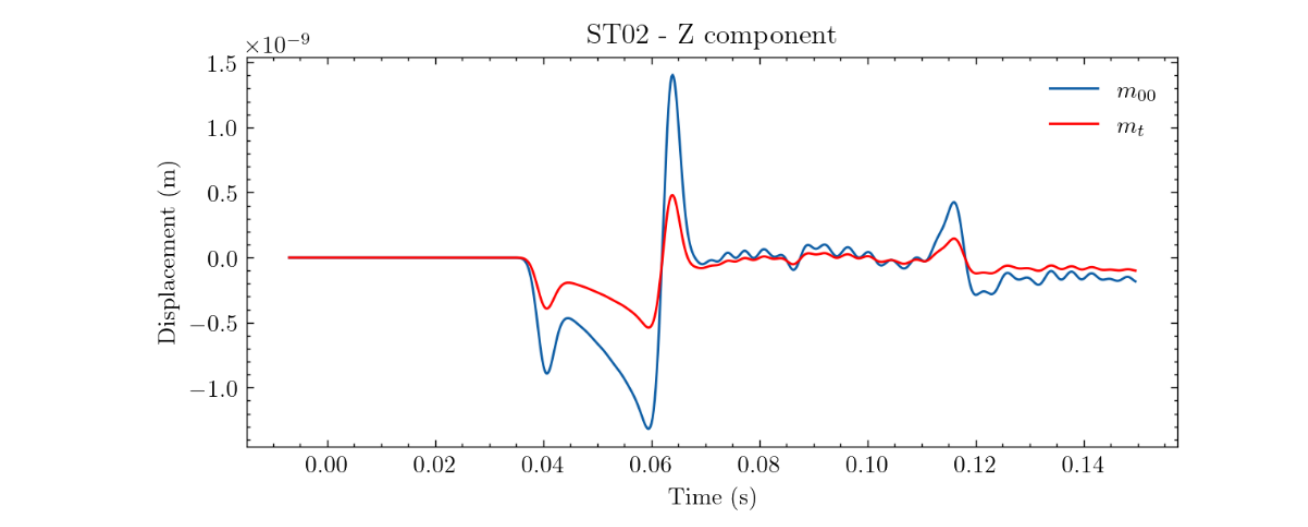 ST02 - Z component
×10⁻⁹
1.5
1.0
0.5
0.0
−0.5
−1.0
Displacement (m)
m₀₀
mₜ
0.00 0.02 0.04 0.06 0.08 0.10 0.12 0.14
Time (s)